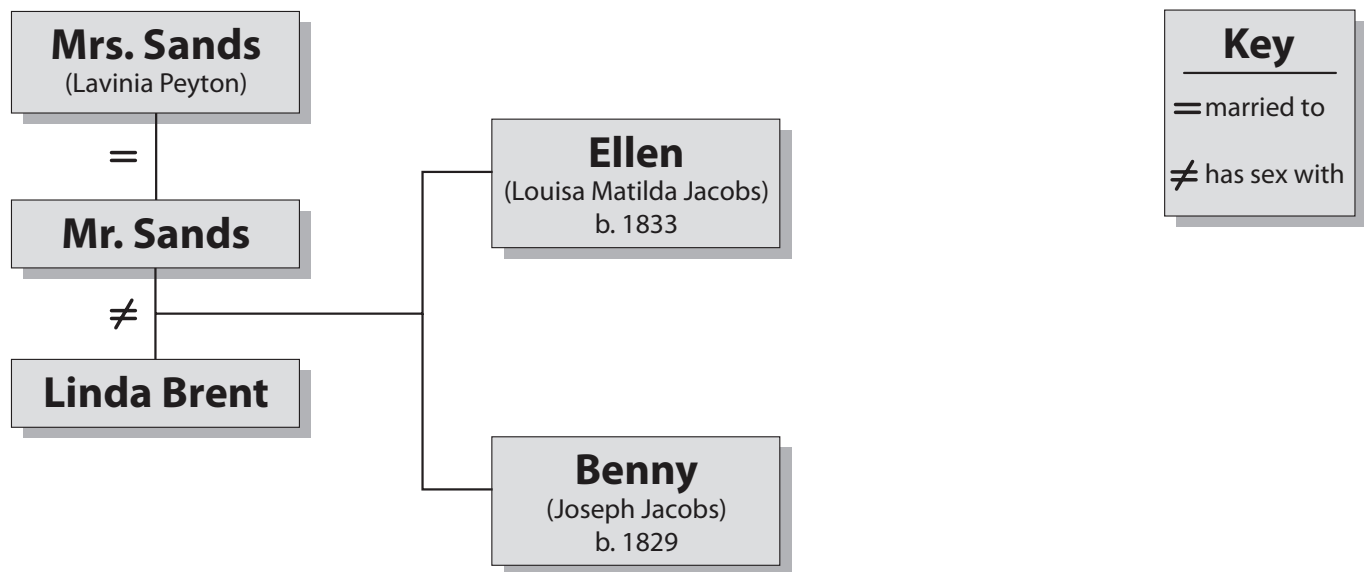 Mrs. Sands
(Lavinia Peyton)
=
Mr. Sands
≠
Linda Brent
Ellen
(Louisa Matilda Jacobs)
b. 1833
Benny
(Joseph Jacobs)
b. 1829
Key
= married to
≠ has sex with